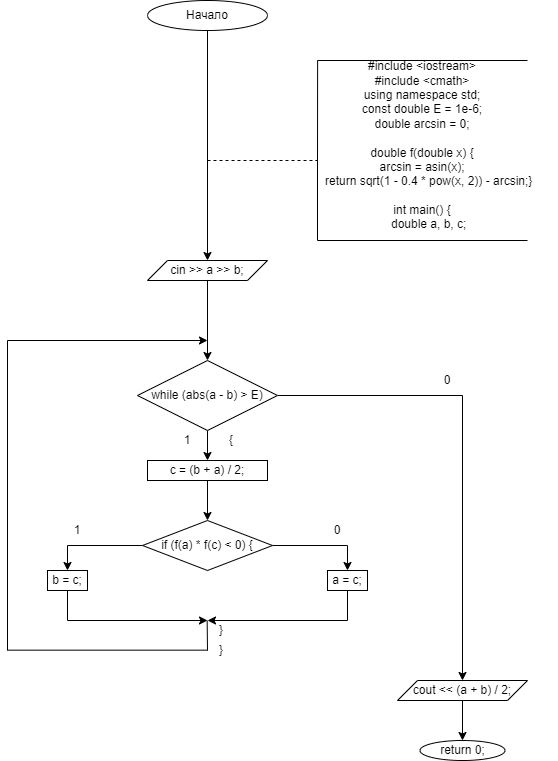 Начало
#include <iostream>
#include <cmath>
using namespace std;
const double E = 1e-6;
double arcsin = 0;
double f(double x) {
arcsin = asin(x);
return sqrt(1 - 0.4 * pow(x, 2)) - arcsin;}
int main() {
double a, b, c;
cin >> a >> b;
0
while (abs(a - b) > E)
1 {
c = (b + a) / 2;
1
0
if (f(a) * f(c) < 0) {
b = c;
a = c;
}
}
cout << (a + b) / 2;
return 0;